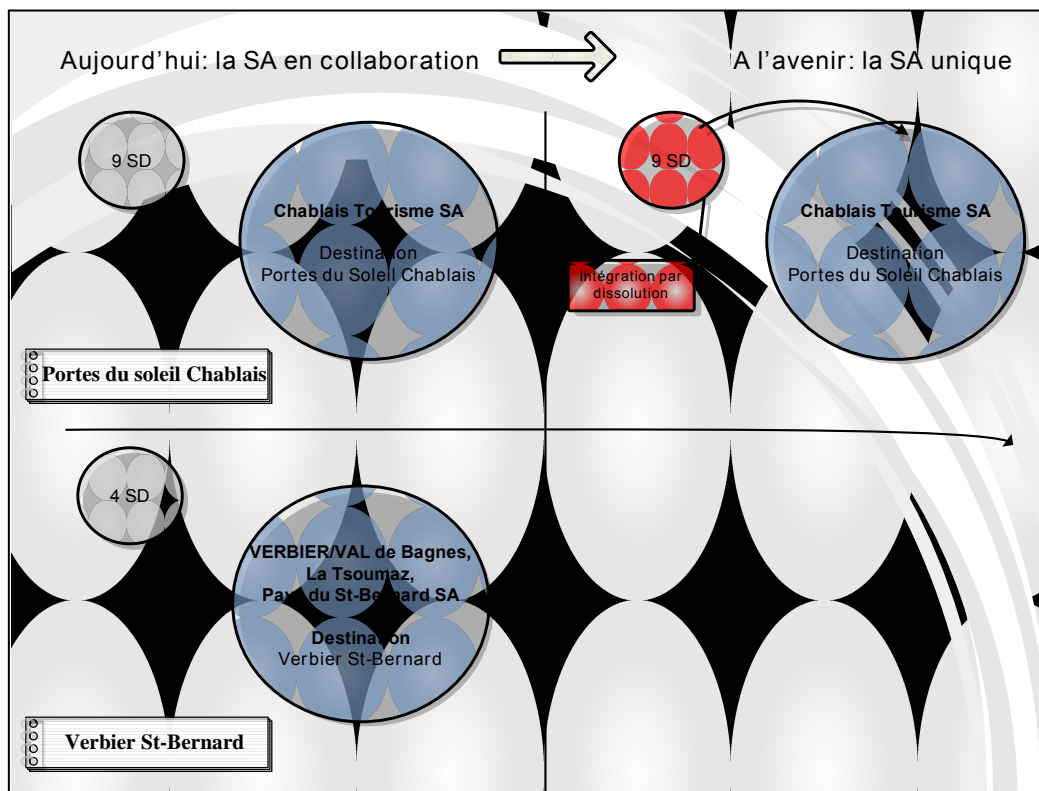 Aujourd'hui: la SA en collaboration
A l'avenir: la SA unique
9 SD
Chablais Tourisme SA
Destination
Portes du Soleil Chablais
9 SD
Intégration par
dissolution
Chablais Tourisme SA
Destination
Portes du Soleil Chablais
Portes du soleil Chablais
4 SD
VERBIER/VAL de Bagnes,
La Tsoumaz,
Pays du St-Bernard SA
Destination
Verbier St-Bernard
Verbier St-Bernard